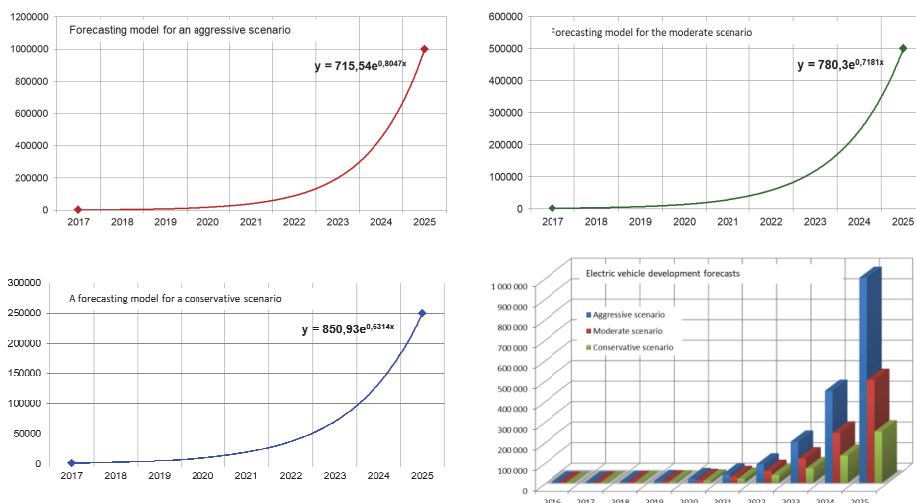 Forecasting model for an aggressive scenario
y = 715,54e0,8047x
1200000
1000000
800000
600000
400000
200000
0
2017 2018 2019 2020 2021 2022 2023 2024 2025
Forecasting model for the moderate scenario
y = 780,3e0,7181x
600000
500000
400000
300000
200000
100000
0
2017 2018 2019 2020 2021 2022 2023 2024 2025
A forecasting model for a conservative scenario
y = 850,93e0,6314x
300000
250000
200000
150000
100000
50000
0
2017 2018 2019 2020 2021 2022 2023 2024 2025
Electric vehicle development forecasts
Aggressive scenario
Moderate scenario
Conservative scenario
1 000 000
900 000
800 000
700 000
600 000
500 000
400 000
300 000
200 000
100 000
0
2016 2017 2018 2019 2020 2021 2022 2023 2024 2025